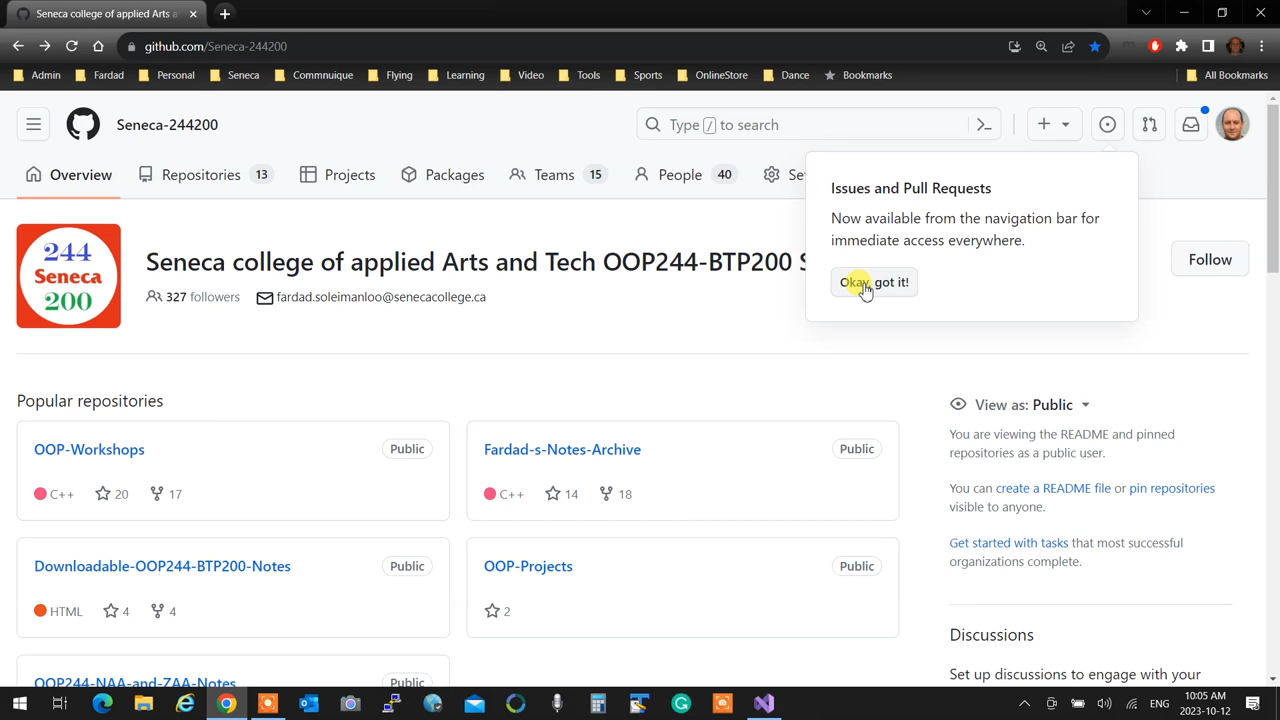 Seneca college of applied Arts a
github.com/Seneca-244200
Admin Fardad Personal Seneca Commnuique Flying Learning Video Tools Sports OnlineStore Dance Bookmarks All Bookmarks
Seneca-244200
Type / to search
Overview Repositories 13 Projects Packages Teams 15 People 40 Se
Issues and Pull Requests
Now available from the navigation bar for
immediate access everywhere.
Okay, got it!
244
Seneca
200
Seneca college of applied Arts and Tech OOP244-BTP200 S
327 followers fardad.soleimanloo@senecacollege.ca
Follow
Popular repositories
OOP-Workshops Public
C++ 20 17
Fardad-s-Notes-Archive Public
C++ 14 18
Downloadable-OOP244-BTP200-Notes Public
HTML 4 4
OOP-Projects Public
2
OOP244-NAA-and-ZAA-Notes Public
View as: Public
You are viewing the README and pinned
repositories as a public user.
You can create a README file or pin repositories
visible to anyone.
Get started with tasks that most successful
organizations complete.
Discussions
Set up discussions to engage with your
ENG
10:05 AM
2023-10-12